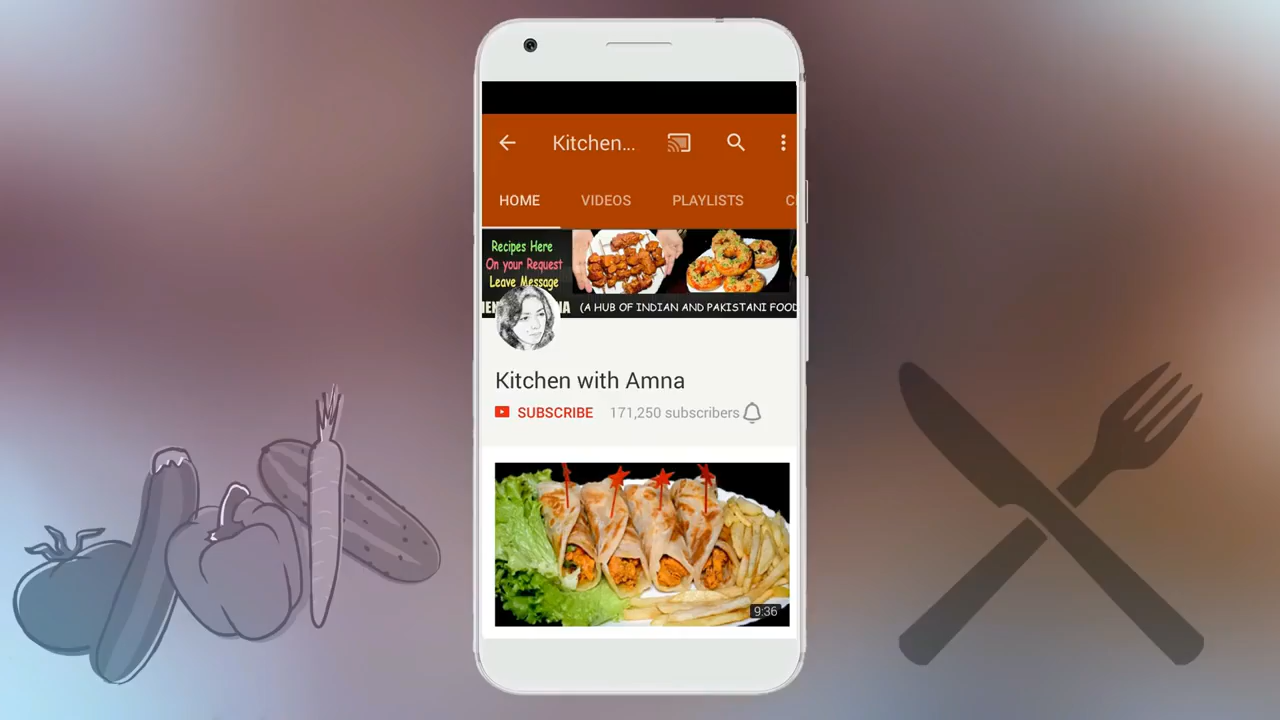 Kitchen...
HOME VIDEOS PLAYLISTS
Recipes Here
On your Request
Leave Message
(A HUB OF INDIAN AND PAKISTANI FOOD
Kitchen with Amna
SUBSCRIBE 171,250 subscribers
9:36